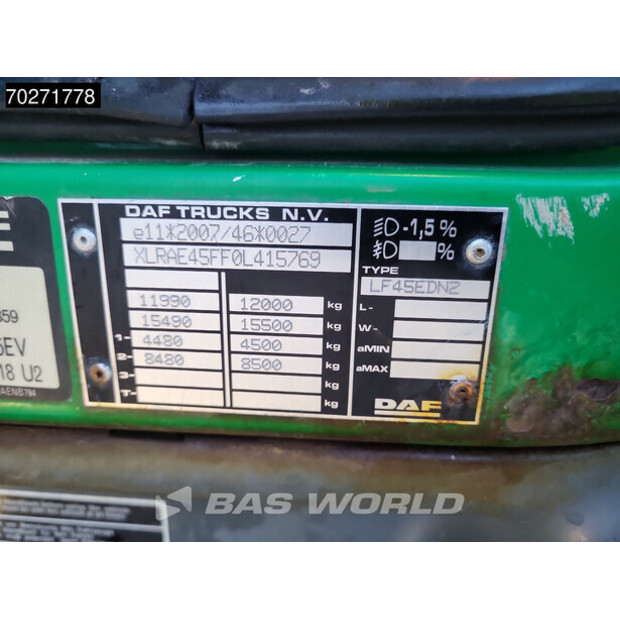 70271778
DAF TRUCKS N.V.
e11*2007/46*0027
XLRAE45FF0L415769
-1,5 %
%
TYPE
LF45EDN2
11990 12000 kg
15490 15500 kg
1- 4480 4500 kg
2- 8480 8500 kg
3- kg
T- kg
L-
W-
aMIN
aMAX
DAF
E
359
5EV
18 U2
AENB794
BAS WORLD